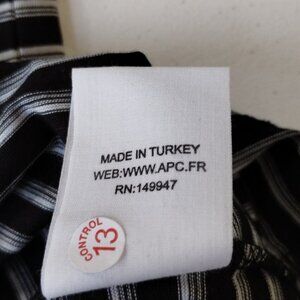 MADE IN TURKEY
WEB:WWW.APC.FR
RN:149947
CONTROL
13